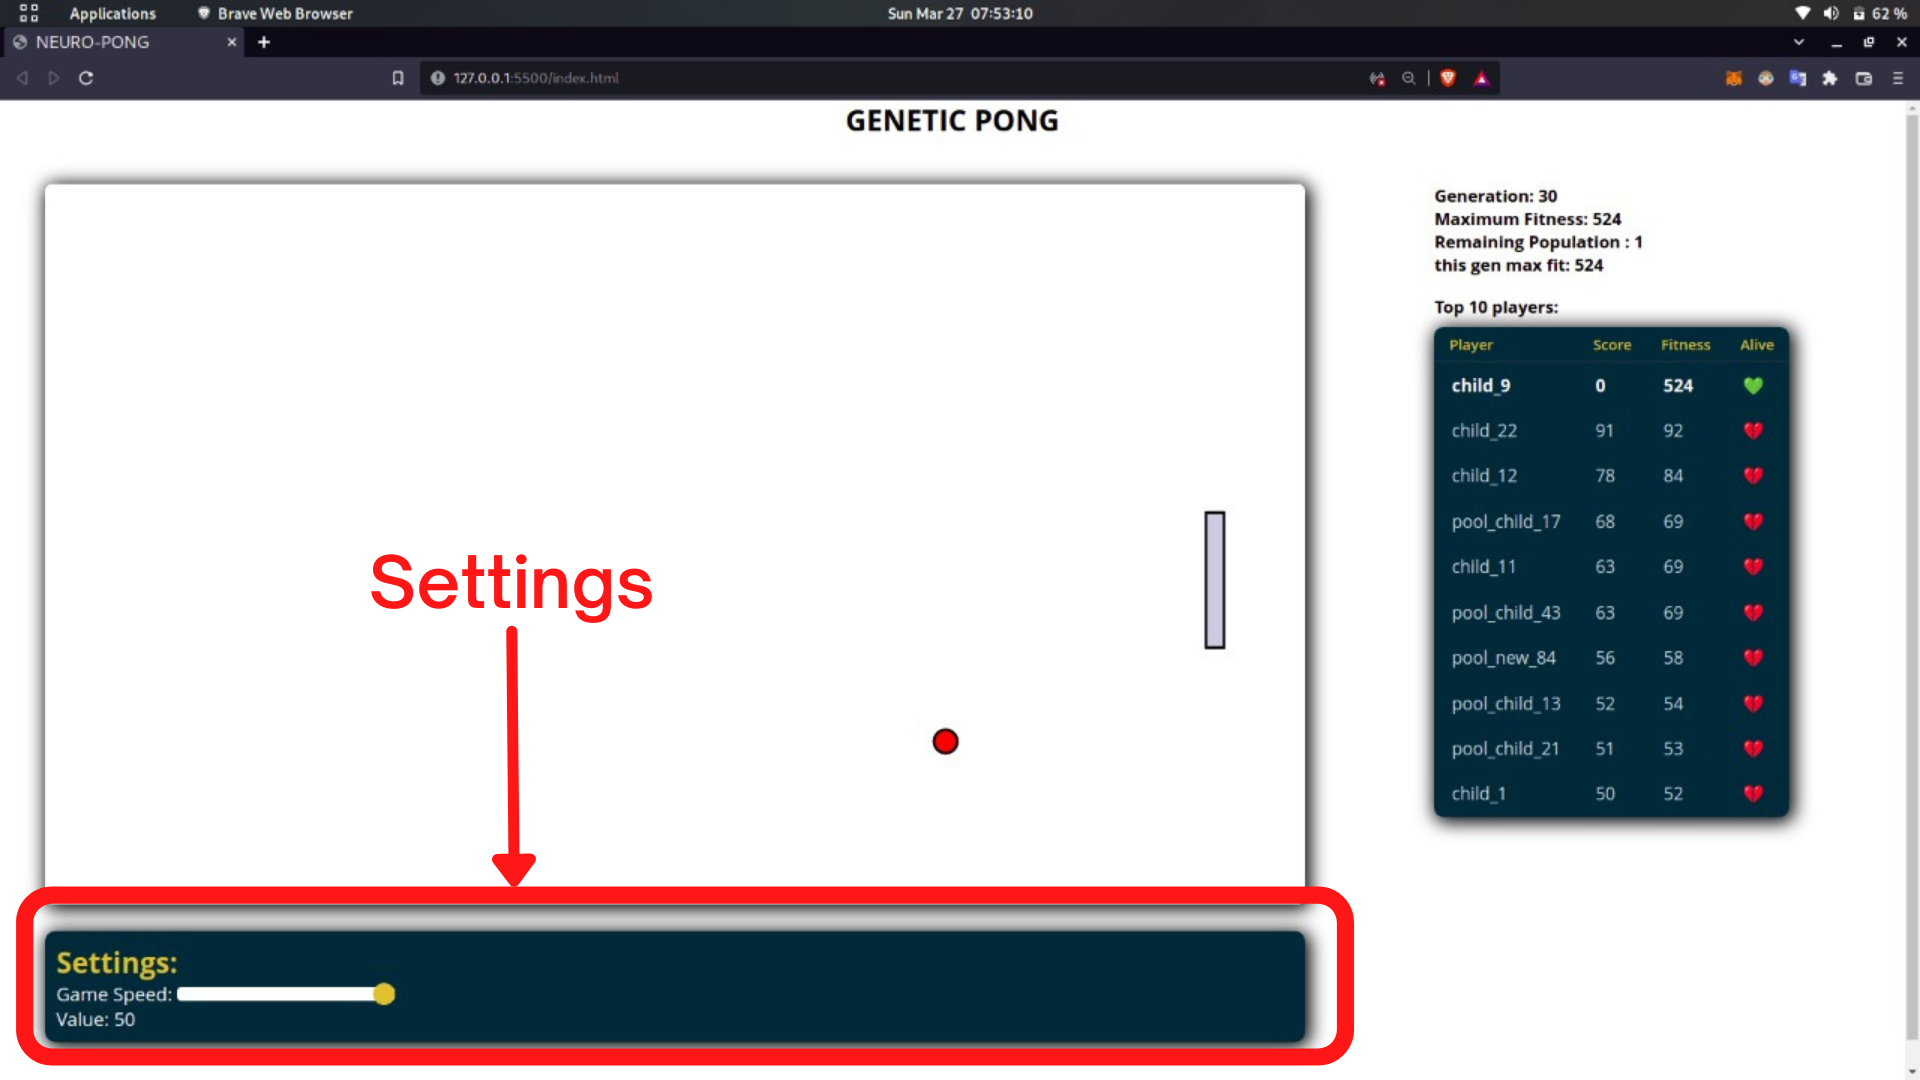 Applications Brave Web Browser Sun Mar 27 07:53:10 62 %
NEURO-PONG
127.0.0.1:5500/index.html
GENETIC PONG
Generation: 30
Maximum Fitness: 524
Remaining Population : 1
this gen max fit: 524
Top 10 players:
Player Score Fitness Alive
child_9 0 524
child_22 91 92
child_12 78 84
pool_child_17 68 69
child_11 63 69
pool_child_43 63 69
pool_new_84 56 58
pool_child_13 52 54
pool_child_21 51 53
child_1 50 52
Settings
Settings:
Game Speed:
Value: 50